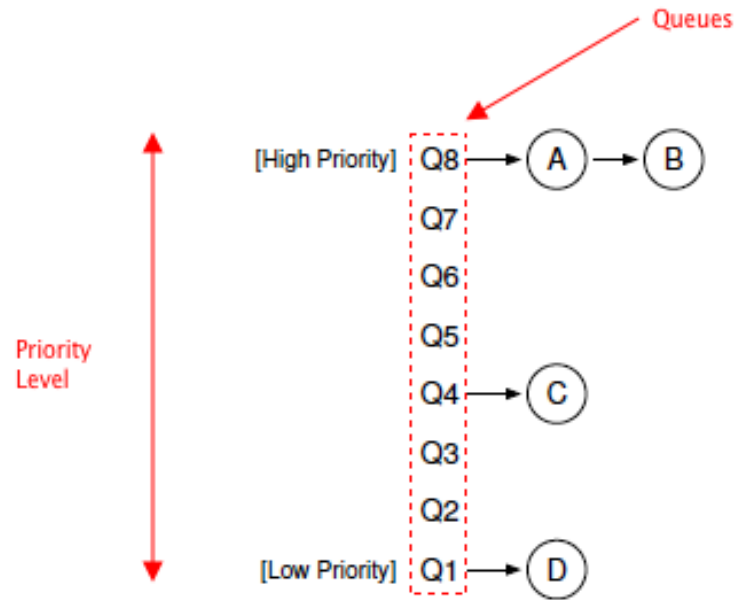 Queues
[High Priority] Q8 A B
Q7
Q6
Q5
Priority
Level
Q4 C
Q3
Q2
[Low Priority] Q1 D